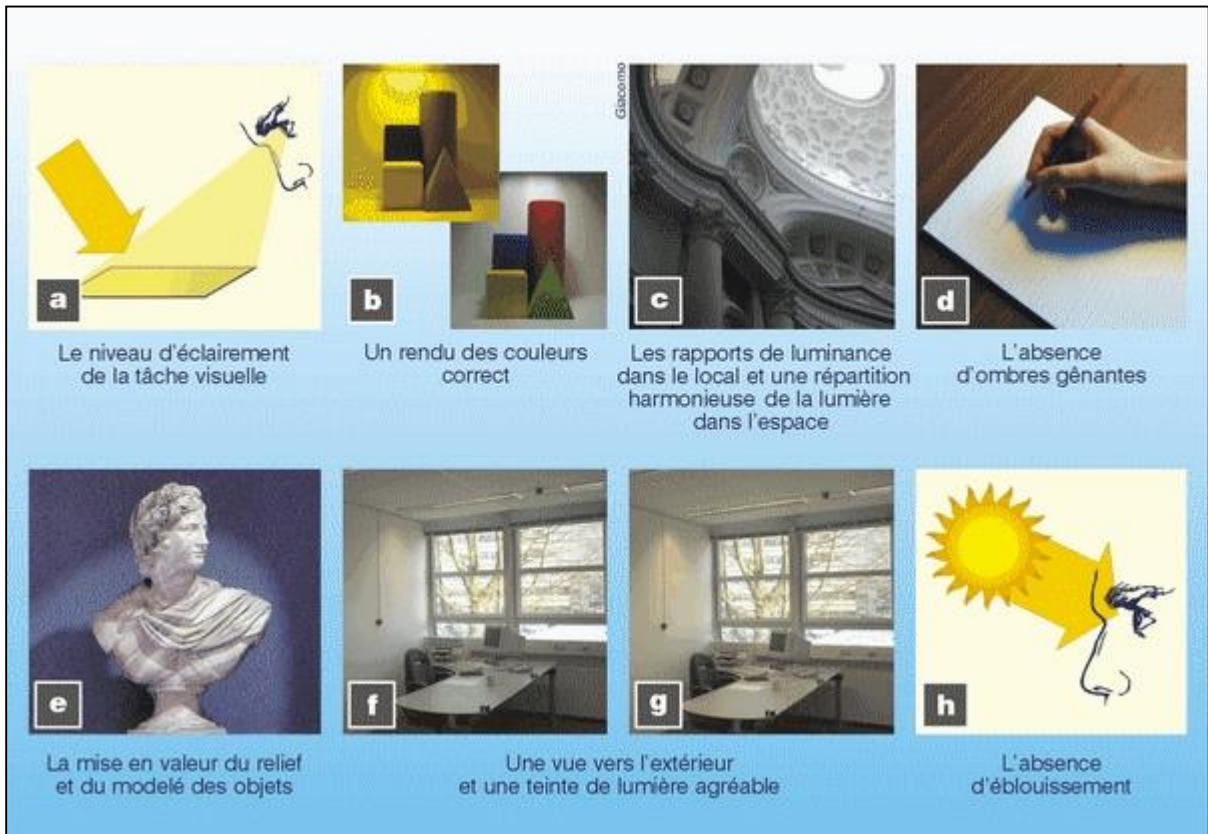 Giacomo
a
b
c
d
Le niveau d'éclairement
de la tâche visuelle
Un rendu des couleurs
correct
Les rapports de luminance
dans le local et une répartition
harmonieuse de la lumière
dans l'espace
L'absence
d'ombres gênantes
e
f
g
h
La mise en valeur du relief
et du modelé des objets
Une vue vers l'extérieur
et une teinte de lumière agréable
L'absence
d'éblouissement